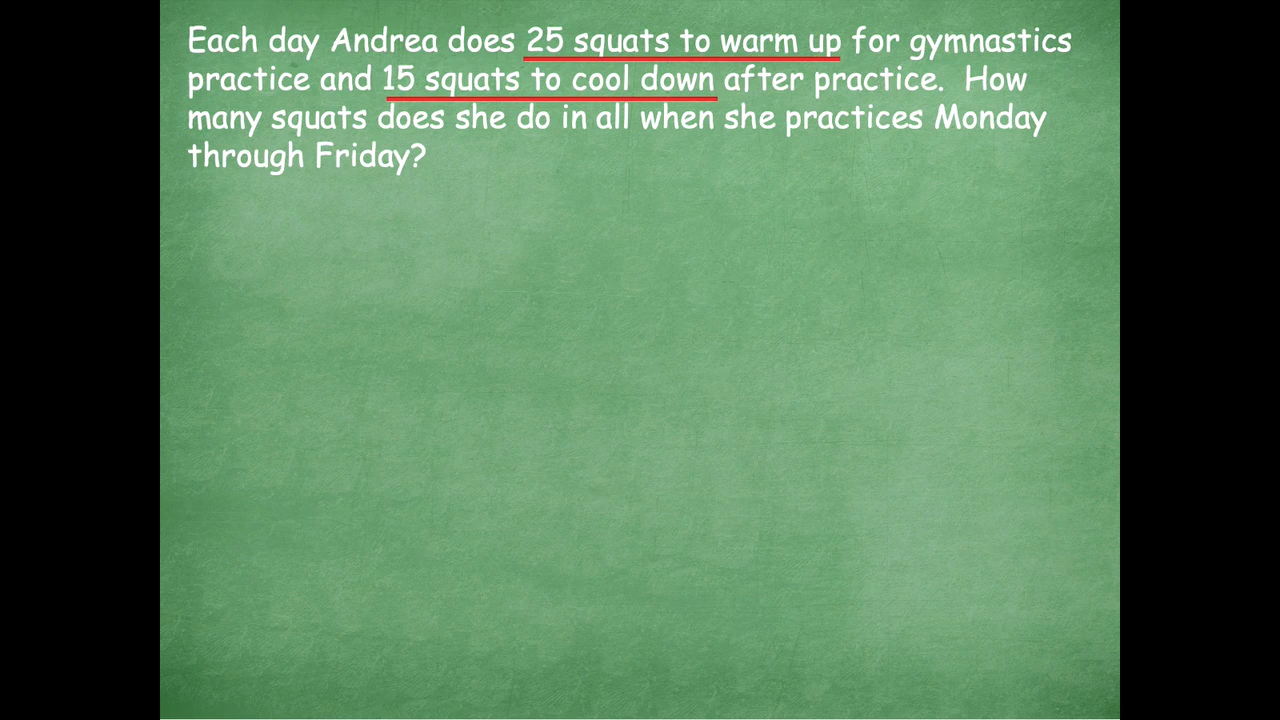 Each day Andrea does 25 squats to warm up for gymnastics
practice and 15 squats to cool down after practice.  How
many squats does she do in all when she practices Monday
through Friday?